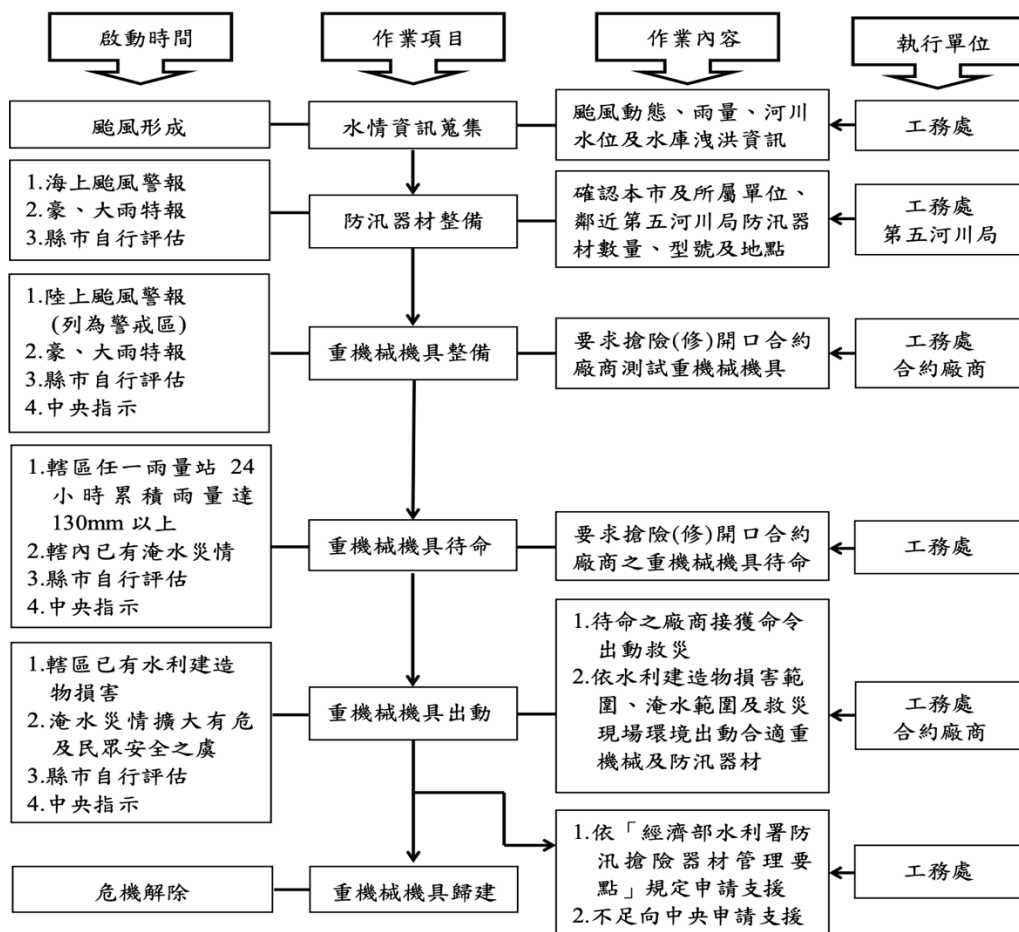 啟動時間
作業項目
作業內容
執行單位
颱風形成
水情資訊蒐集
颱風動態、雨量、河川
水位及水庫洩洪資訊
工務處
1.海上颱風警報
2.豪、大雨特報
3.縣市自行評估
防汛器材整備
確認本市及所屬單位、
鄰近第五河川局防汛器
材數量、型號及地點
工務處
第五河川局
1.陸上颱風警報
(列為警戒區)
2.豪、大雨特報
3.縣市自行評估
4.中央指示
重機械機具整備
要求搶險(修)開口合約
廠商測試重機械機具
工務處
合約廠商
1.轄區任一雨量站 24
小時累積雨量達
130mm 以上
2.轄內已有淹水災情
3.縣市自行評估
4.中央指示
重機械機具待命
要求搶險(修)開口合約
廠商之重機械機具待命
工務處
1.轄區已有水利建造
物損害
2.淹水災情擴大有危
及民眾安全之虞
3.縣市自行評估
4.中央指示
重機械機具出動
1.待命之廠商接獲命令
出動救災
2.依水利建造物損害範
圍、淹水範圍及救災
現場環境出動合適重
機械及防汛器材
工務處
合約廠商
1.依「經濟部水利署防
汛搶險器材管理要
點」規定申請支援
2.不足向中央申請支援
工務處
危機解除
重機械機具歸建